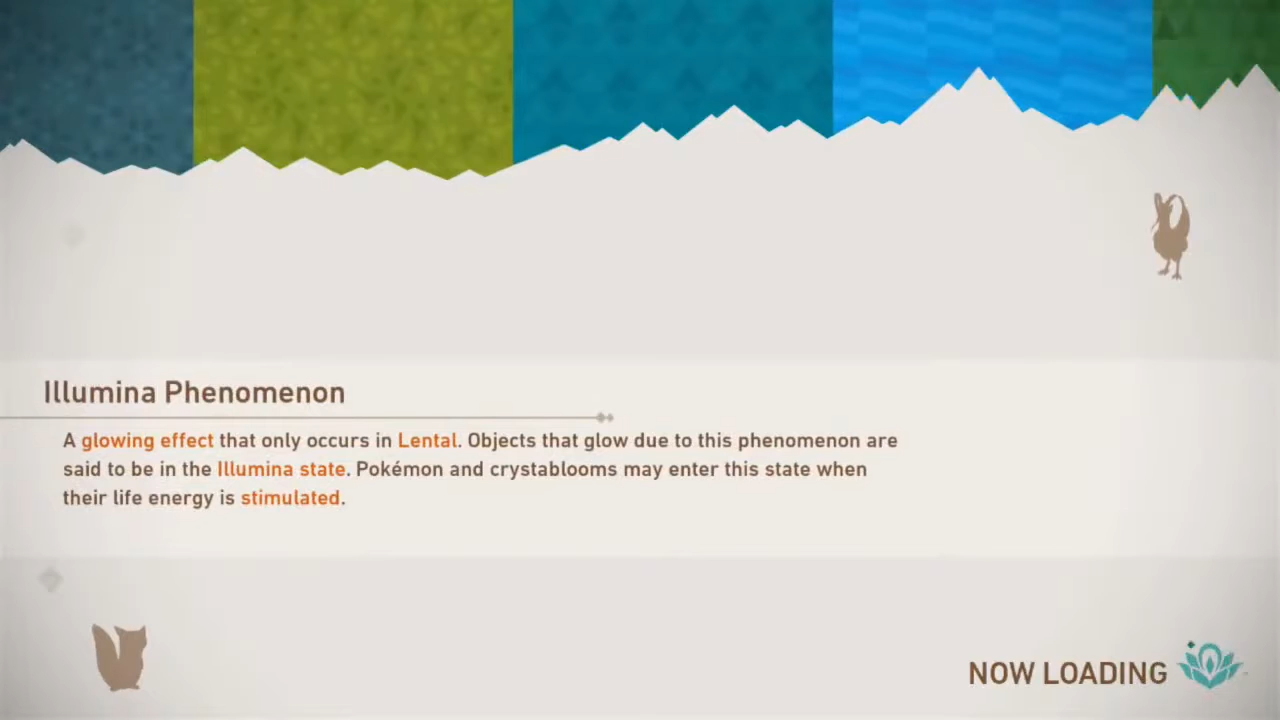 Illumina Phenomenon
A glowing effect that only occurs in Lental. Objects that glow due to this phenomenon are
said to be in the Illumina state. Pokémon and crystablooms may enter this state when
their life energy is stimulated.
NOW LOADING